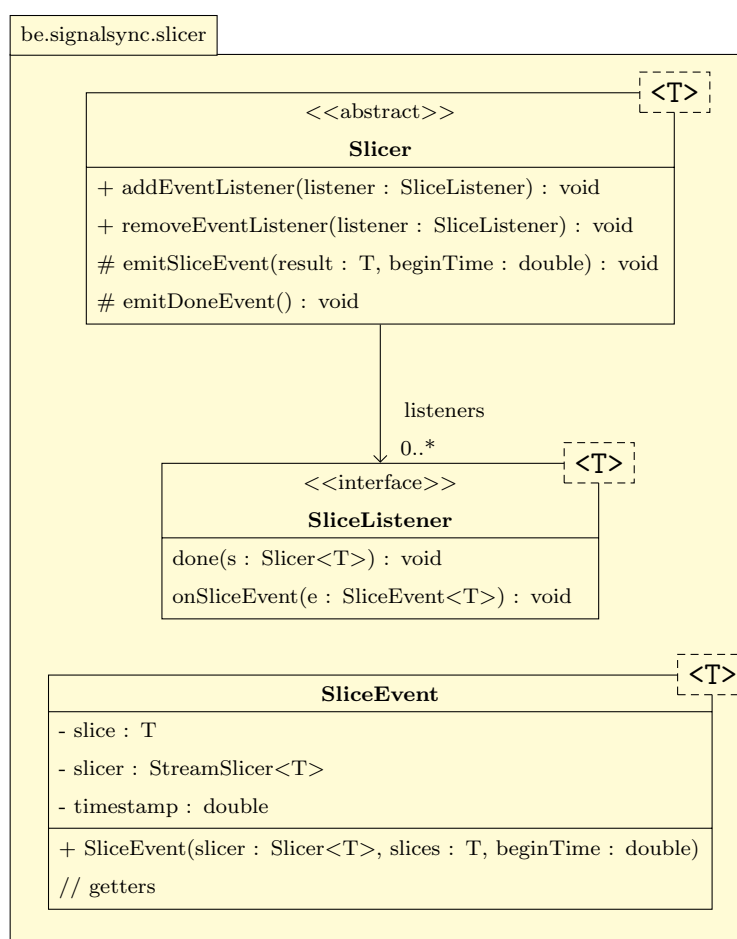 be.signalsync.slicer
<T>
<<abstract>>
Slicer
+ addEventListener(listener : SliceListener) : void
+ removeEventListener(listener : SliceListener) : void
# emitSliceEvent(result : T, beginTime : double) : void
# emitDoneEvent() : void
listeners
0..*
<T>
<<interface>>
SliceListener
done(s : Slicer<T>) : void
onSliceEvent(e : SliceEvent<T>) : void
<T>
SliceEvent
- slice : T
- slicer : StreamSlicer<T>
- timestamp : double
+ SliceEvent(slicer : Slicer<T>, slices : T, beginTime : double)
// getters